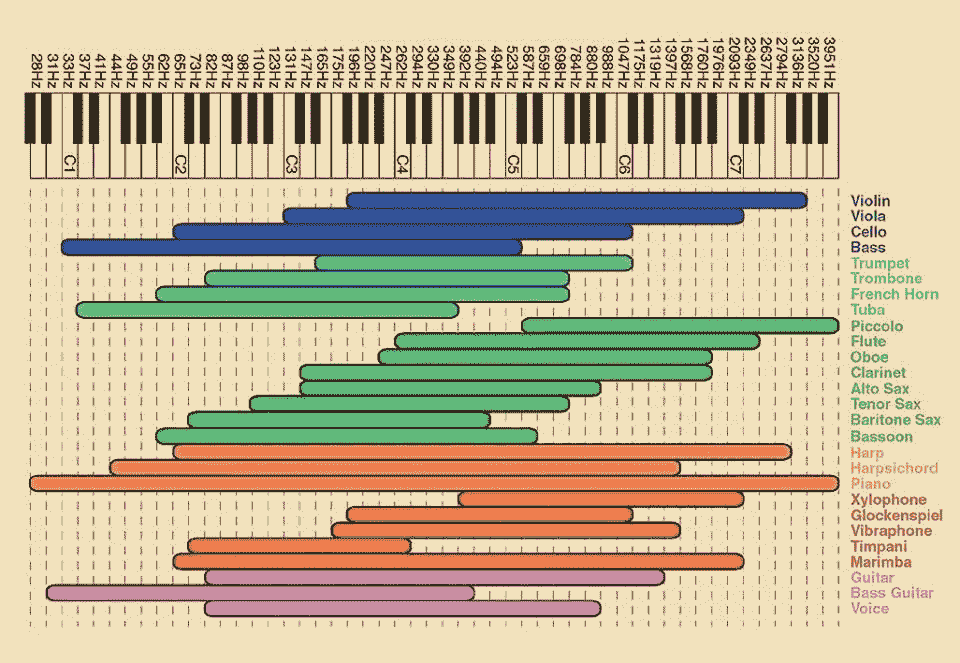 28Hz
31Hz
33Hz
37Hz
41Hz
44Hz
49Hz
55Hz
62Hz
65Hz
73Hz
82Hz
87Hz
98Hz
110Hz
123Hz
131Hz
147Hz
165Hz
175Hz
196Hz
220Hz
247Hz
262Hz
294Hz
330Hz
349Hz
392Hz
440Hz
494Hz
523Hz
587Hz
659Hz
698Hz
784Hz
880Hz
988Hz
1047Hz
1175Hz
1319Hz
1397Hz
1568Hz
1760Hz
1976Hz
2093Hz
2349Hz
2637Hz
2794Hz
3136Hz
3520Hz
3951Hz
C1
C2
C3
C4
C5
C6
C7
Violin
Viola
Cello
Bass
Trumpet
Trombone
French Horn
Tuba
Piccolo
Flute
Oboe
Clarinet
Alto Sax
Tenor Sax
Baritone Sax
Bassoon
Harp
Harpsichord
Piano
Xylophone
Glockenspiel
Vibraphone
Timpani
Marimba
Guitar
Bass Guitar
Voice